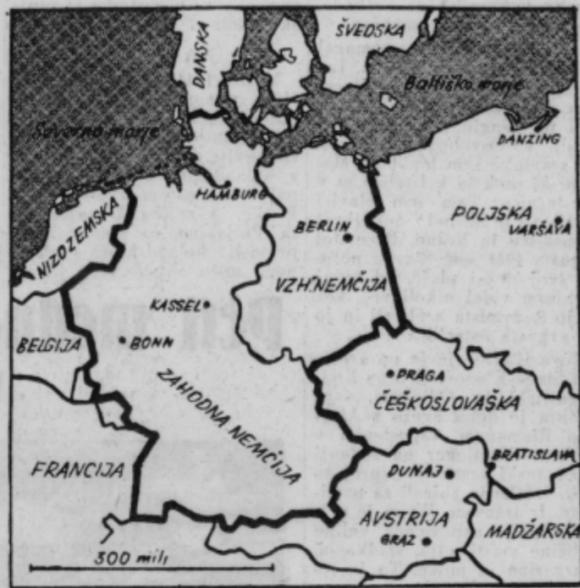 DANSKA
ŠVEDSKA
Baltiško morje
Severno morje
DANZING
HAMBURG
NIZOZEMSKA
BERLIN
POLJSKA
VARŠAVA
VZH. NEMČIJA
KASSEL
BELGIJA
BONN
PRAGA
ZAHODNA NEMČIJA
ČEŠKOSLOVAŠKA
FRANCIJA
DUNAJ
BRATISLAVA
AVSTRIJA
GRAZ
MADŽARSKA
300 milj